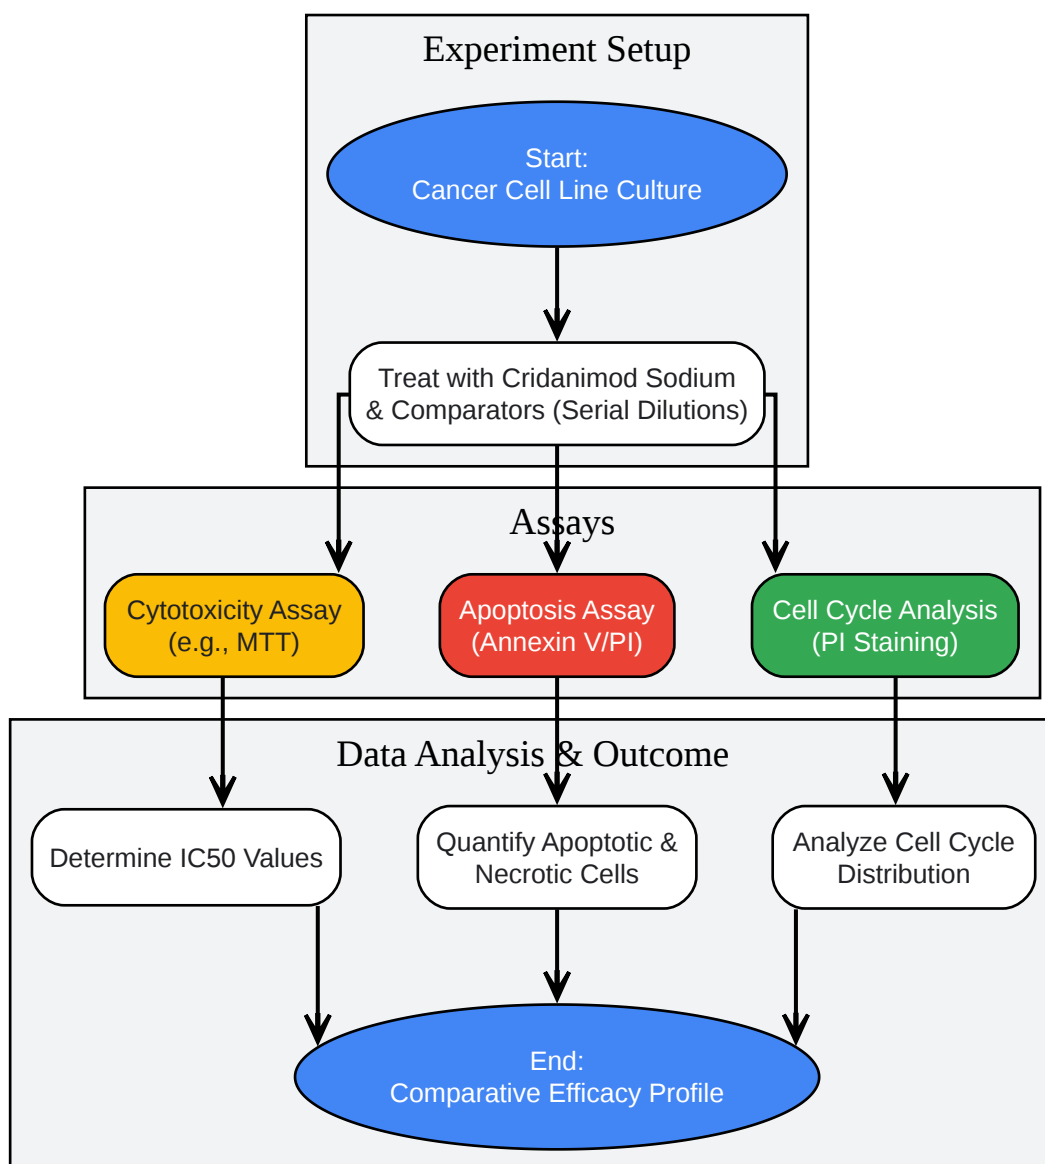 Experiment Setup
Start:
Cancer Cell Line Culture
Treat with Cridanimod Sodium
& Comparators (Serial Dilutions)
Assays
Cytotoxicity Assay
(e.g., MTT)
Apoptosis Assay
(Annexin V/PI)
Cell Cycle Analysis
(PI Staining)
Data Analysis & Outcome
Determine IC50 Values
Quantify Apoptotic &
Necrotic Cells
Analyze Cell Cycle
Distribution
End:
Comparative Efficacy Profile